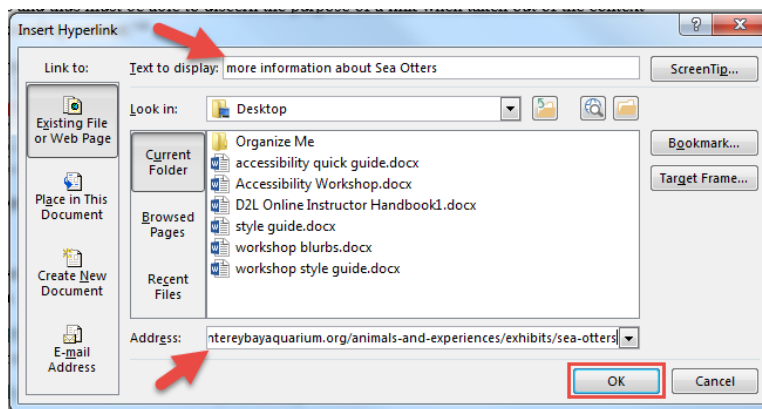 Insert Hyperlink
Link to:
Text to display: more information about Sea Otters
ScreenTip...
Existing File
or Web Page
Look in:
Desktop
Place in This
Document
Create New
Document
E-mail
Address
Current
Folder
Browsed
Pages
Recent
Files
Organize Me
accessibility quick guide.docx
Accessibility Workshop.docx
D2L Online Instructor Handbook1.docx
style guide.docx
workshop blurbs.docx
workshop style guide.docx
Bookmark...
Target Frame...
Address: ntereybayaquarium.org/animals-and-experiences/exhibits/sea-otters
OK
Cancel